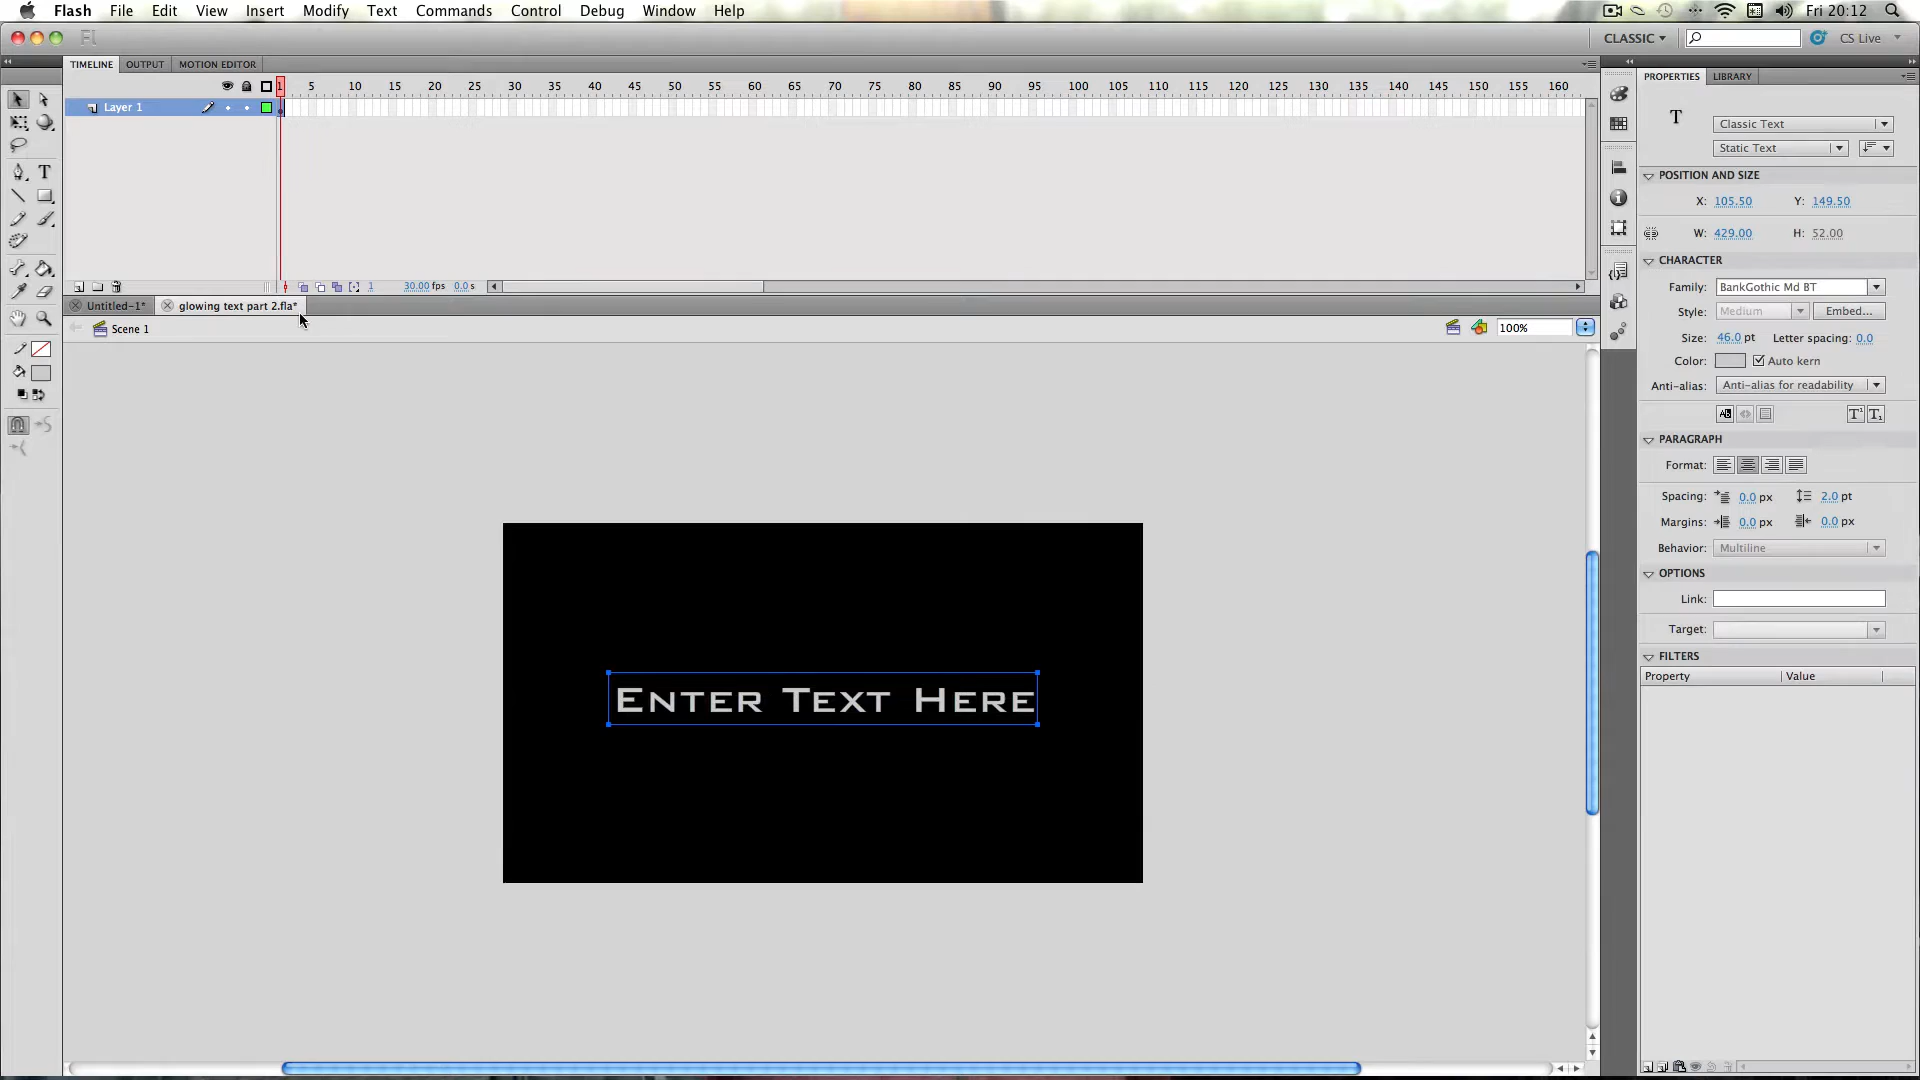 Flash File Edit View Insert Modify Text Commands Control Debug Window Help Fri 20:12
Fl CLASSIC CS Live
TIMELINE OUTPUT MOTION EDITOR
1 5 10 15 20 25 30 35 40 45 50 55 60 65 70 75 80 85 90 95 100 105 110 115 120 125 130 135 140 145 150 155 160
Layer 1
1 30.00 fps 0.0 s
Untitled-1* glowing text part 2.fla*
Scene 1 100%
Enter Text Here
PROPERTIES LIBRARY
T Classic Text
Static Text
POSITION AND SIZE
X: 105.50 Y: 149.50
W: 429.00 H: 52.00
CHARACTER
Family: BankGothic Md BT
Style: Medium Embed...
Size: 46.0 pt Letter spacing: 0.0
Color: Auto kern
Anti-alias: Anti-alias for readability
PARAGRAPH
Format:
Spacing: 0.0 px 2.0 pt
Margins: 0.0 px 0.0 px
Behavior: Multiline
OPTIONS
Link:
Target:
FILTERS
Property Value